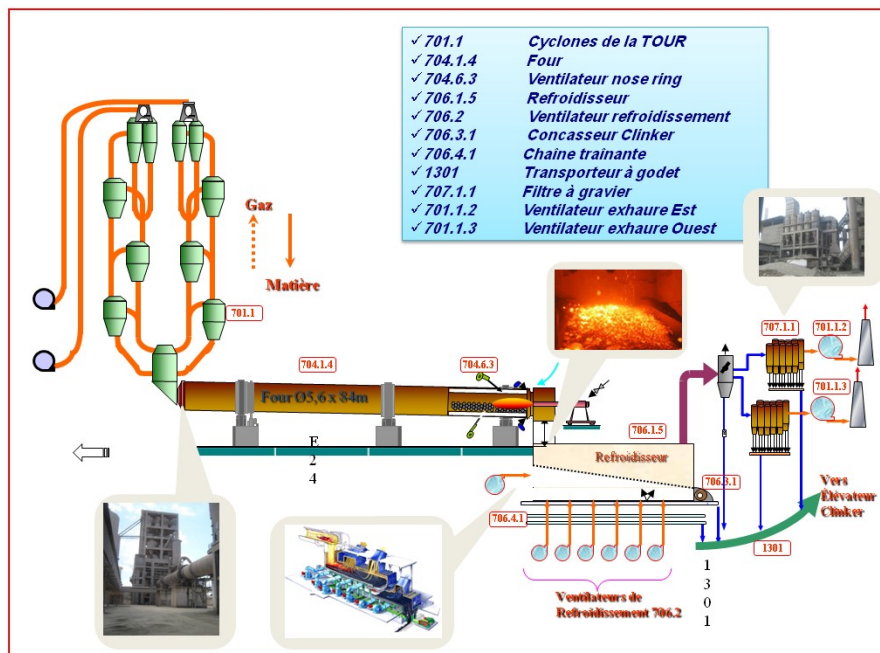 ✓ 701.1 Cyclones de la TOUR
✓ 704.1.4 Four
✓ 704.6.3 Ventilateur nose ring
✓ 706.1.5 Refroidisseur
✓ 706.2 Ventilateur refroidissement
✓ 706.3.1 Concasseur Clinker
✓ 706.4.1 Chaine trainante
✓ 1301 Transporteur à godet
✓ 707.1.1 Filtre à gravier
✓ 701.1.2 Ventilateur exhaure Est
✓ 701.1.3 Ventilateur exhaure Ouest
Gaz
Matière
701.1
707.1.1
701.1.2
704.1.4
704.6.3
701.1.3
Four Ø5,6 x 84m
706.1.5
E
2
4
Refroidisseur
706.3.1
Vers
Élévateur
Clinker
706.4.1
1301
1
3
0
1
Ventilateurs de
Refroidissement 706.2